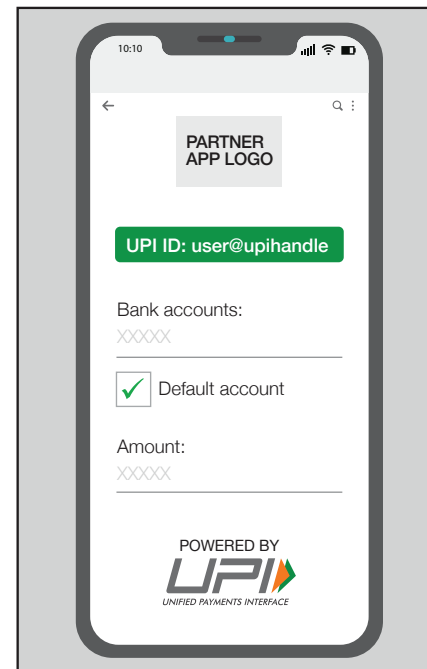 10:10
PARTNER
APP LOGO
UPI ID: user@upihandle
Bank accounts:
XXXXX
Default account
Amount:
XXXXX
POWERED BY
UPI
UNIFIED PAYMENTS INTERFACE